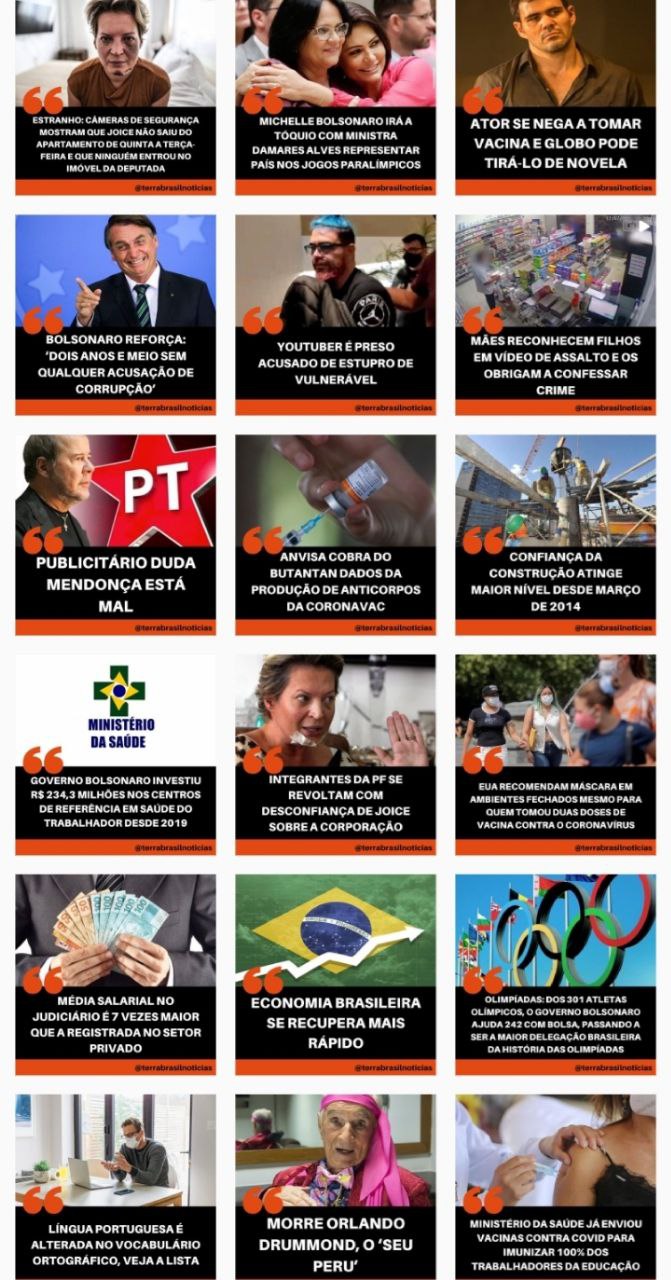 ESTRANHO: CÂMERAS DE SEGURANÇA
MOSTRAM QUE JOICE NÃO SAIU DO
APARTAMENTO DE QUINTA A TERÇA-
FEIRA E QUE NINGUÉM ENTROU NO
IMÓVEL DA DEPUTADA
@terrabrasilnoticias
MICHELLE BOLSONARO IRÁ A
TÓQUIO COM MINISTRA
DAMARES ALVES REPRESENTAR
PAÍS NOS JOGOS PARALÍMPICOS
@terrabrasilnoticias
ATOR SE NEGA A TOMAR
VACINA E GLOBO PODE
TIRÁ-LO DE NOVELA
@terrabrasilnoticias
BOLSONARO REFORÇA:
'DOIS ANOS E MEIO SEM
QUALQUER ACUSAÇÃO DE
CORRUPÇÃO'
@terrabrasilnoticias
YOUTUBER É PRESO
ACUSADO DE ESTUPRO DE
VULNERÁVEL
@terrabrasilnoticias
MÃES RECONHECEM FILHOS
EM VÍDEO DE ASSALTO E OS
OBRIGAM A CONFESSAR
CRIME
@terrabrasilnoticias
PT
PUBLICITÁRIO DUDA
MENDONÇA ESTÁ
MAL
@terrabrasilnoticias
ANVISA COBRA DO
BUTANTAN DADOS DA
PRODUÇÃO DE ANTICORPOS
DA CORONAVAC
@terrabrasilnoticias
CONFIANÇA DA
CONSTRUÇÃO ATINGE
MAIOR NÍVEL DESDE MARÇO
DE 2014
@terrabrasilnoticias
MINISTÉRIO
DA SAÚDE
GOVERNO BOLSONARO INVESTIU
R$ 234,3 MILHÕES NOS CENTROS
DE REFERÊNCIA EM SAÚDE DO
TRABALHADOR DESDE 2019
@terrabrasilnoticias
INTEGRANTES DA PF SE
REVOLTAM COM
DESCONFIANÇA DE JOICE
SOBRE A CORPORAÇÃO
@terrabrasilnoticias
EUA RECOMENDAM MÁSCARA EM
AMBIENTES FECHADOS MESMO PARA
QUEM TOMOU DUAS DOSES DE
VACINA CONTRA O CORONAVÍRUS
@terrabrasilnoticias
MÉDIA SALARIAL NO
JUDICIÁRIO É 7 VEZES MAIOR
QUE A REGISTRADA NO SETOR
PRIVADO
@terrabrasilnoticias
ECONOMIA BRASILEIRA
SE RECUPERA MAIS
RÁPIDO
@terrabrasilnoticias
OLIMPÍADAS: DOS 301 ATLETAS
OLÍMPICOS, O GOVERNO BOLSONARO
AJUDA 242 COM BOLSA, PASSANDO A
SER A MAIOR DELEGAÇÃO BRASILEIRA
DA HISTÓRIA DAS OLIMPÍADAS
@terrabrasilnoticias
LÍNGUA PORTUGUESA É
ALTERADA NO VOCABULÁRIO
ORTOGRÁFICO, VEJA A LISTA
MORRE ORLANDO
DRUMMOND, O 'SEU
PERU'
MINISTÉRIO DA SAÚDE JÁ ENVIOU
VACINAS CONTRA COVID PARA
IMUNIZAR 100% DOS
TRABALHADORES DA EDUCAÇÃO